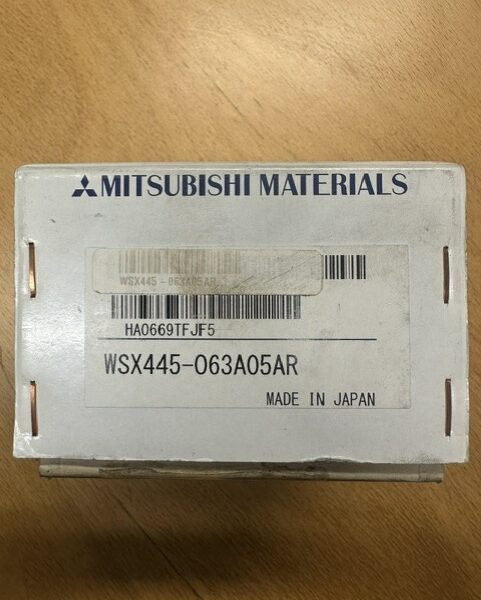 MITSUBISHI MATERIALS
WSX445-063A05AR
HA0669TFJF5
WSX445-063A05AR
MADE IN JAPAN